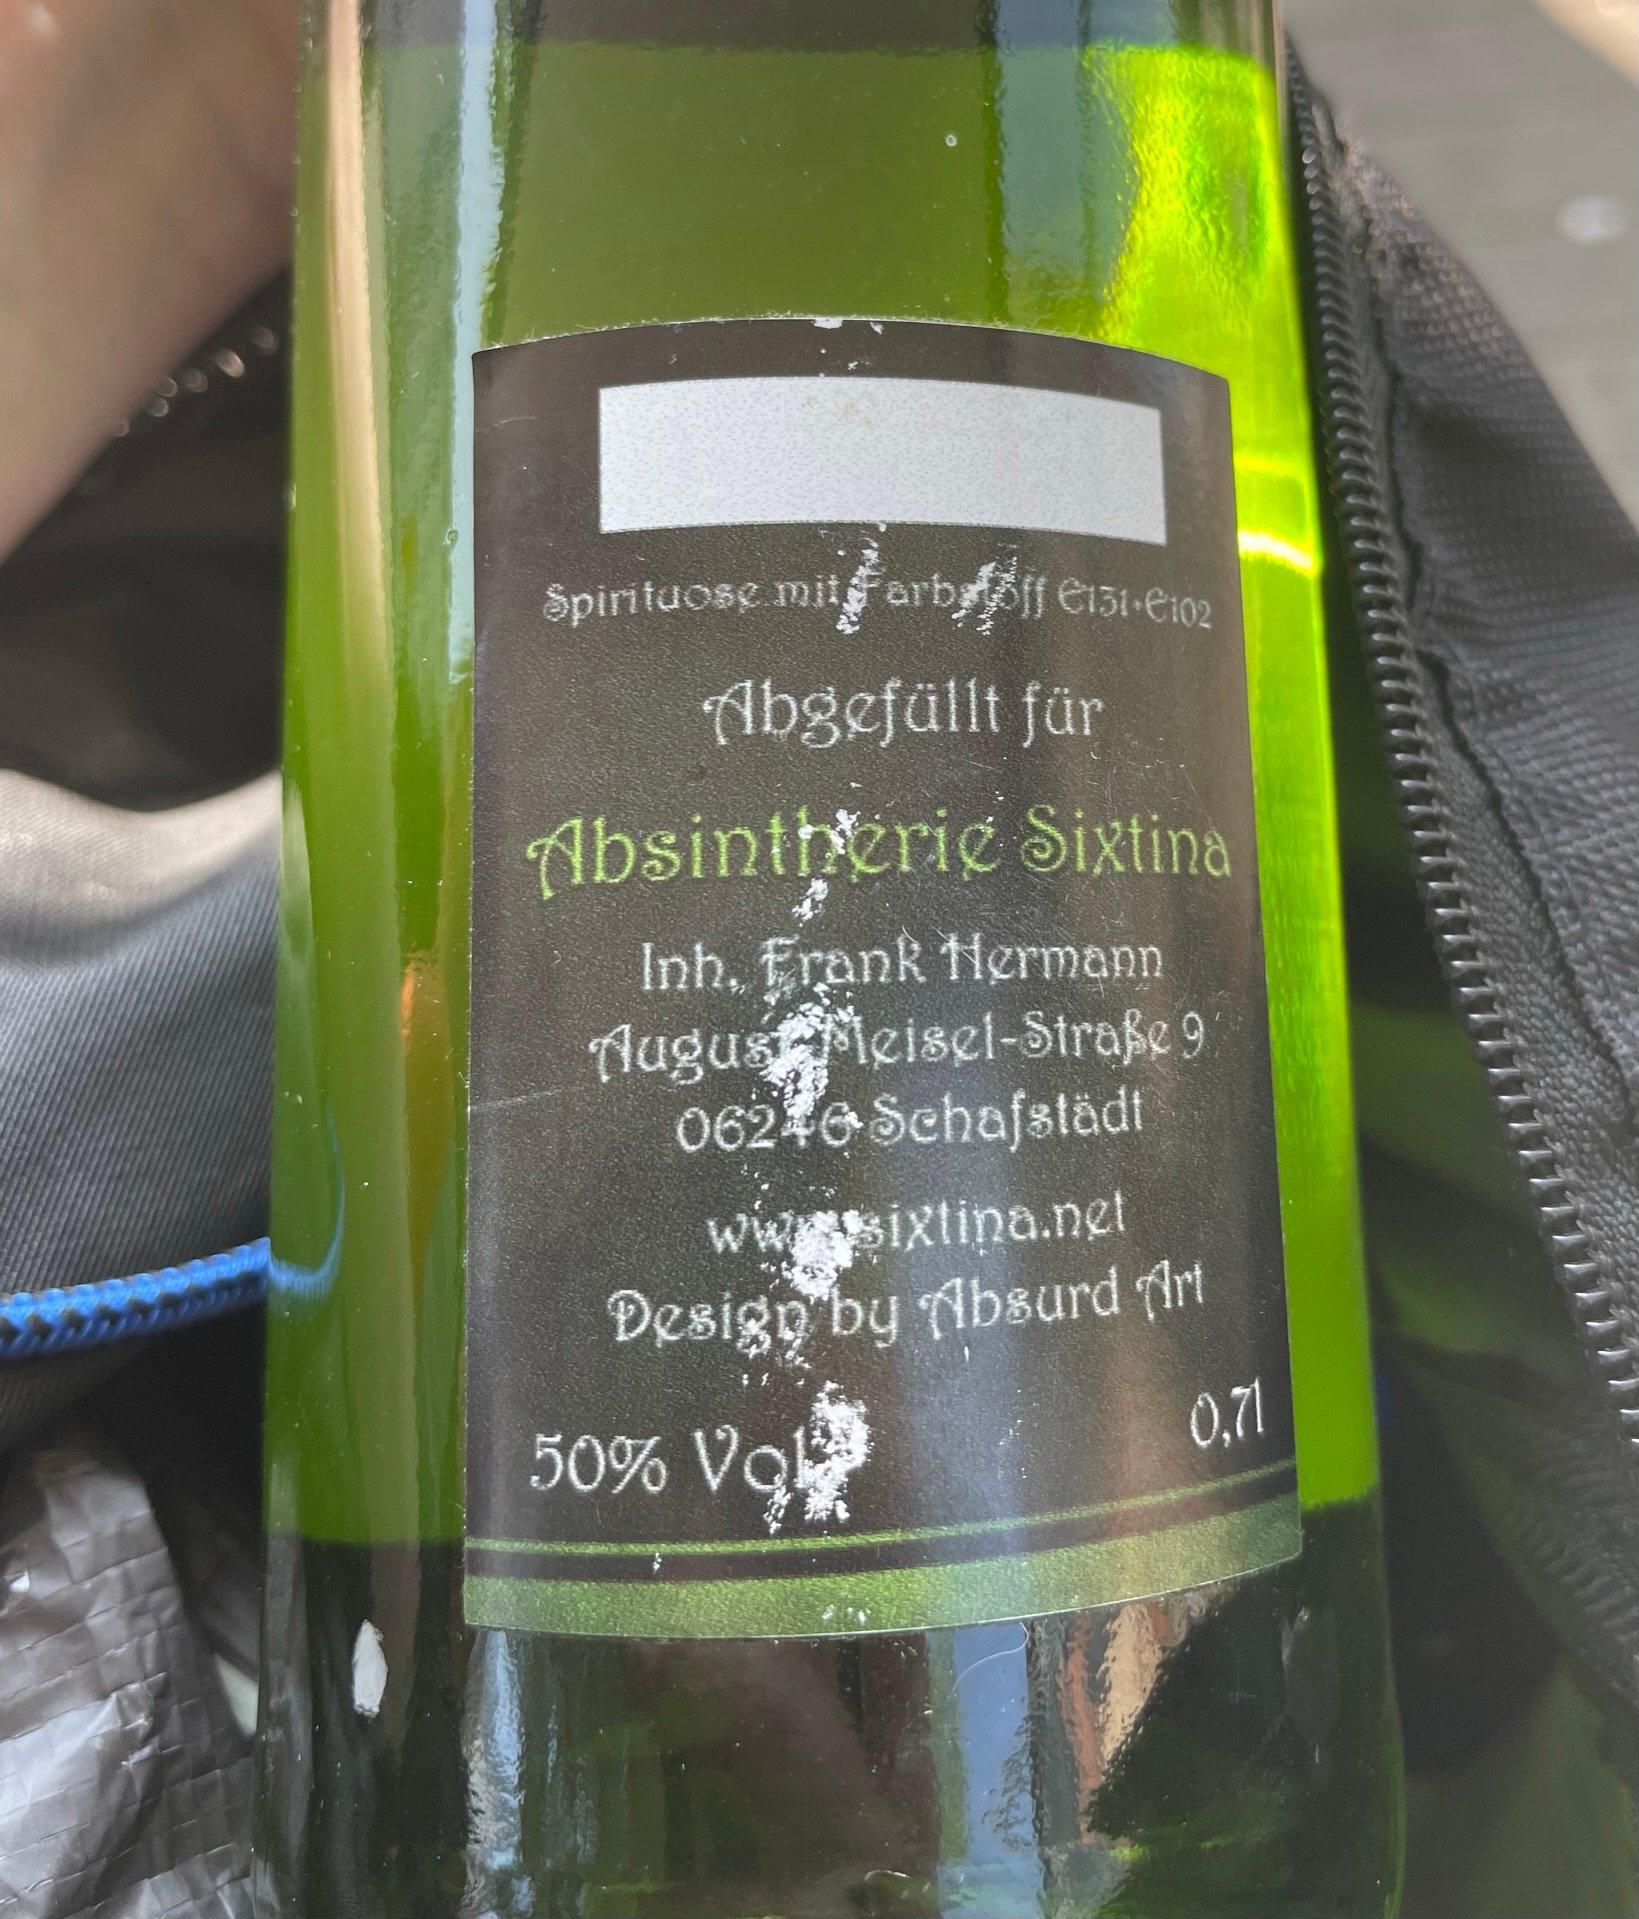 Spirituose mit Farbstoff E131·E102
Abgefüllt für
Absintherie Sixtina
Inh. Frank Hermann
August-Meisel-Straße 9
06246 Schafstädt
www.sixtina.net
Design by Absurd Art
50% Vol.
0,7l